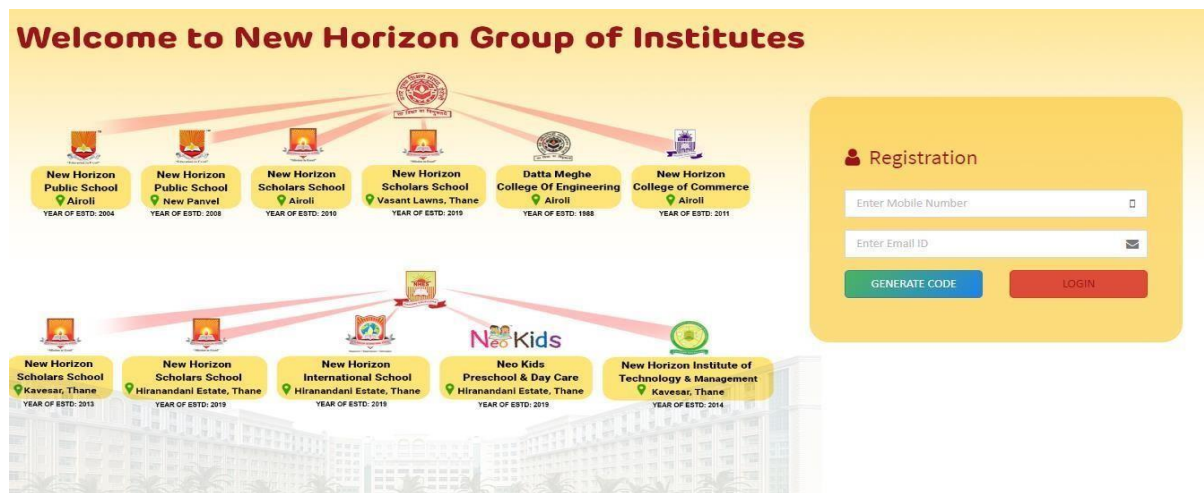 Welcome to New Horizon Group of Institutes
New Horizon
Public School
Airoli
YEAR OF ESTD: 2004
New Horizon
Public School
New Panvel
YEAR OF ESTD: 2008
New Horizon
Scholars School
Airoli
YEAR OF ESTD: 2010
New Horizon
Scholars School
Vasant Lawns, Thane
YEAR OF ESTD: 2019
Datta Meghe
College Of Engineering
Airoli
YEAR OF ESTD: 1988
New Horizon
College of Commerce
Airoli
YEAR OF ESTD: 2011
Neo Kids
New Horizon
Scholars School
Kavesar, Thane
YEAR OF ESTD: 2013
New Horizon
Scholars School
Hiranandani Estate, Thane
YEAR OF ESTD: 2019
New Horizon
International School
Hiranandani Estate, Thane
YEAR OF ESTD: 2019
Neo Kids
Preschool & Day Care
Hiranandani Estate, Thane
YEAR OF ESTD: 2019
New Horizon Institute of
Technology & Management
Kavesar, Thane
YEAR OF ESTD: 2014
Registration
Enter Mobile Number
Enter Email ID
GENERATE CODE
LOGIN